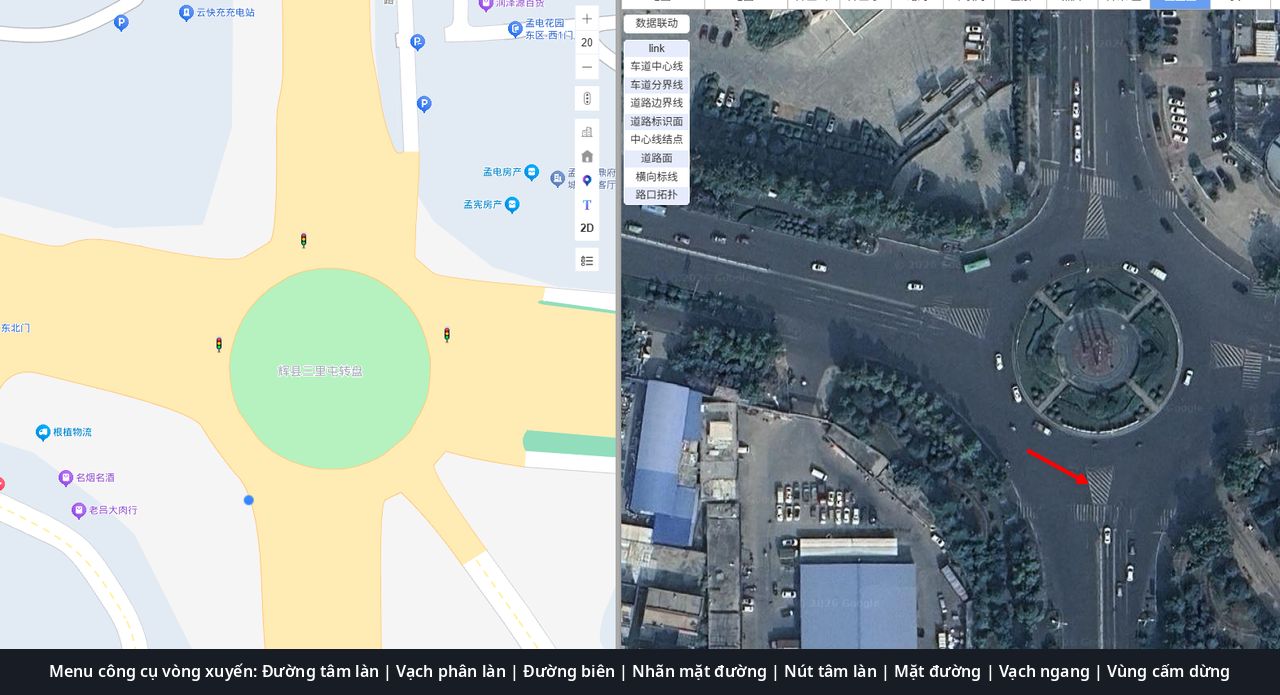 云快充充电站
润泽源百货
孟电花园
东区-西1门
20
孟电房产
孟宪房产
2D
东北门
辉县三里屯转盘
根植物流
名烟名酒
老吕大肉行
数据联动
link
车道中心线
车道分界线
道路边界线
道路标识面
中心线结点
道路面
横向标线
路口拓扑
© 2026 Google
Menu công cụ vòng xuyến: Đường tâm làn | Vạch phân làn | Đường biên | Nhãn mặt đường | Nút tâm làn | Mặt đường | Vạch ngang | Vùng cấm dừng